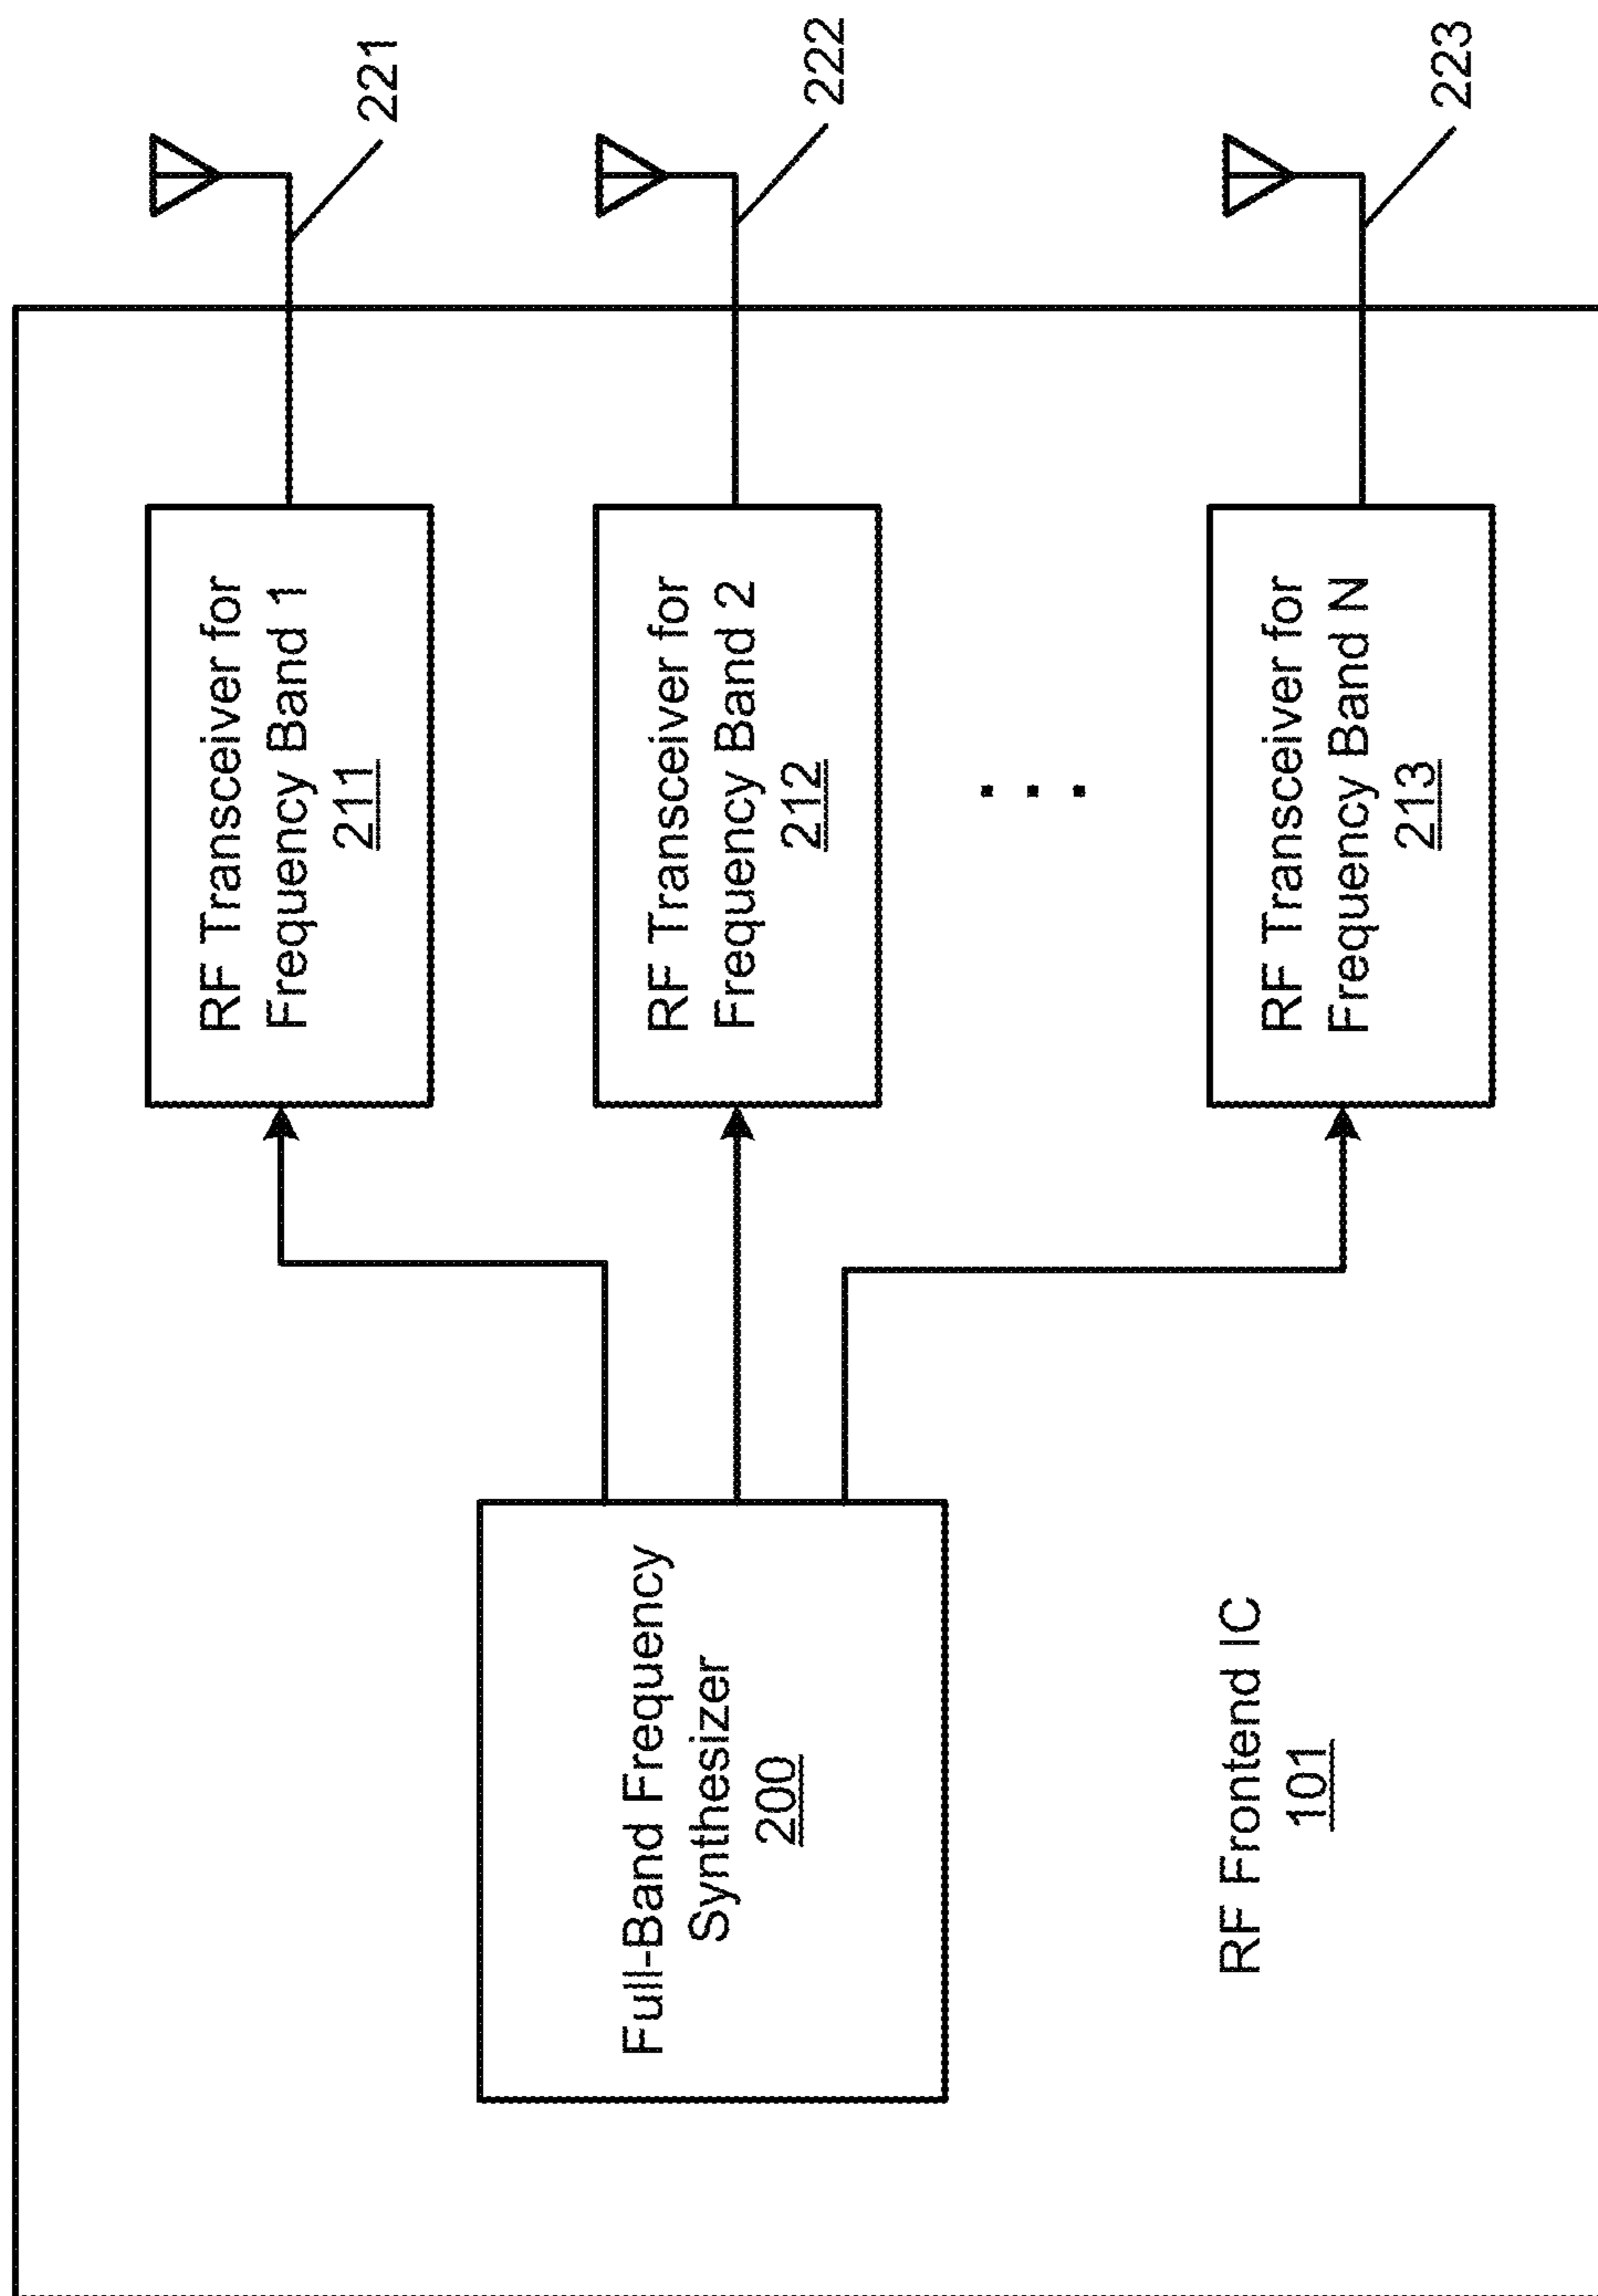 221
RF Transceiver for
Frequency Band 1
211
222
RF Transceiver for
Frequency Band 2
212
Full-Band Frequency
Synthesizer
200
. . .
223
RF Transceiver for
Frequency Band N
213
RF Frontend IC
101